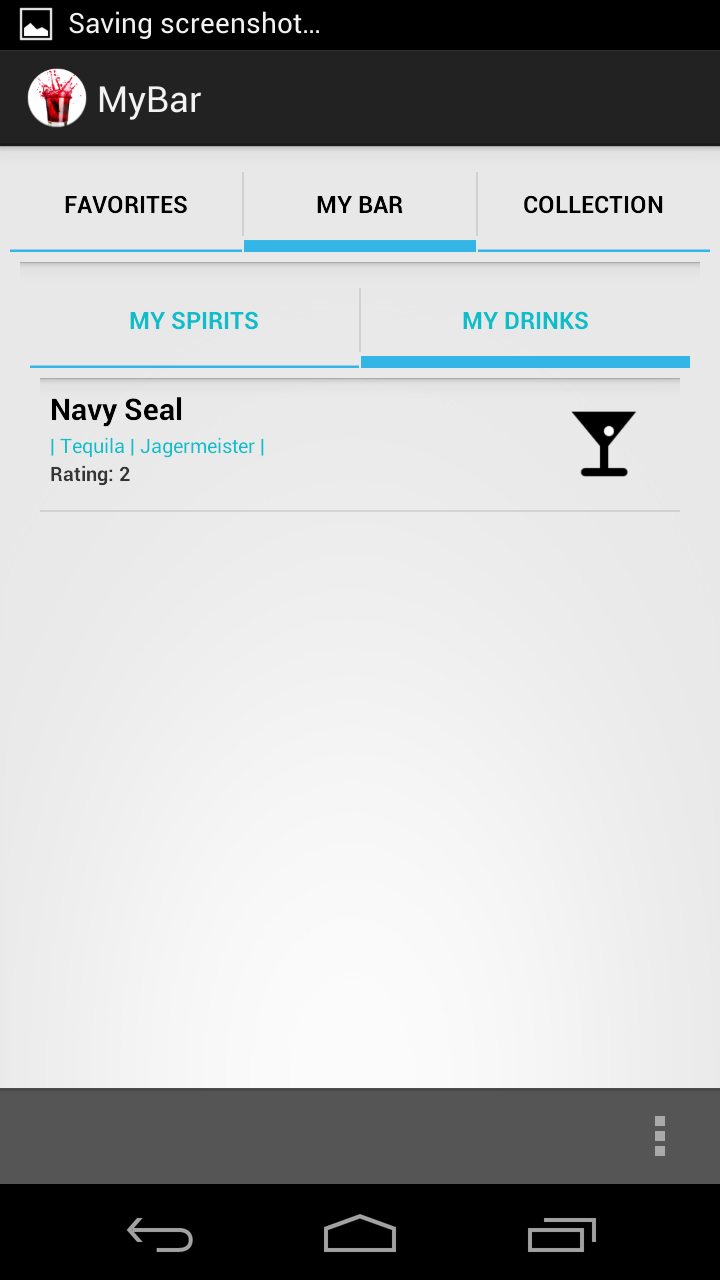 Saving screenshot...
MyBar
FAVORITES
MY BAR
COLLECTION
MY SPIRITS
MY DRINKS
Navy Seal
| Tequila | Jagermeister |
Rating: 2